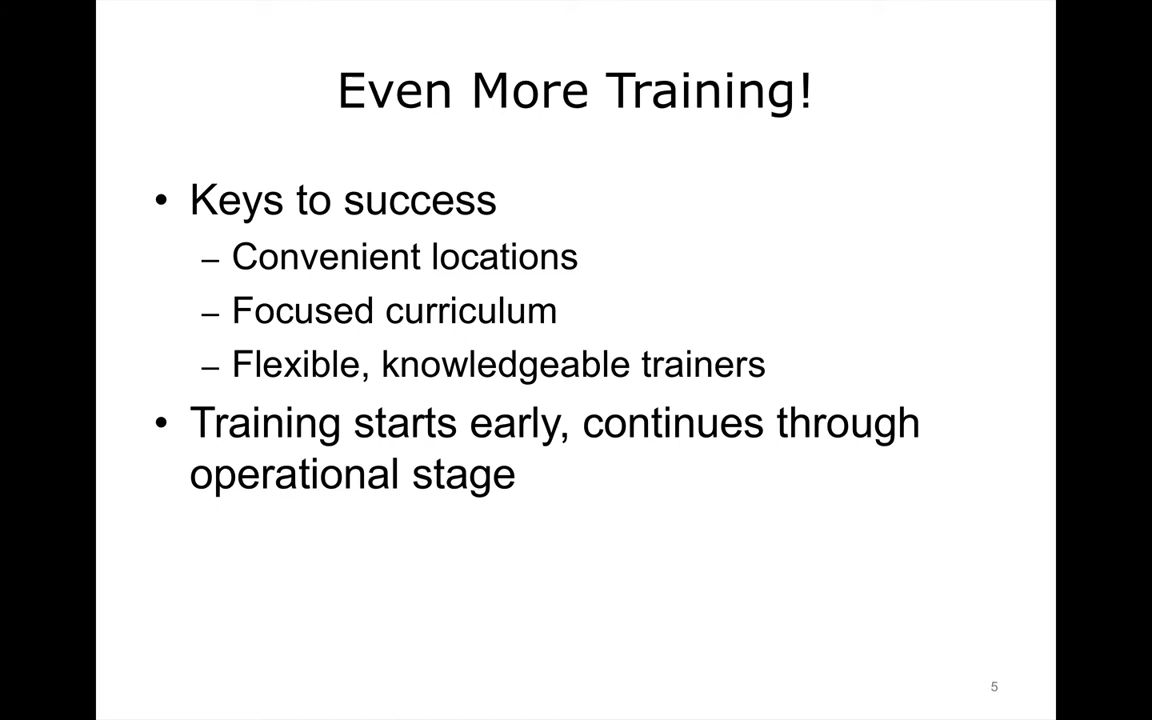 Even More Training!
• Keys to success
– Convenient locations
– Focused curriculum
– Flexible, knowledgeable trainers
• Training starts early, continues through
operational stage
5